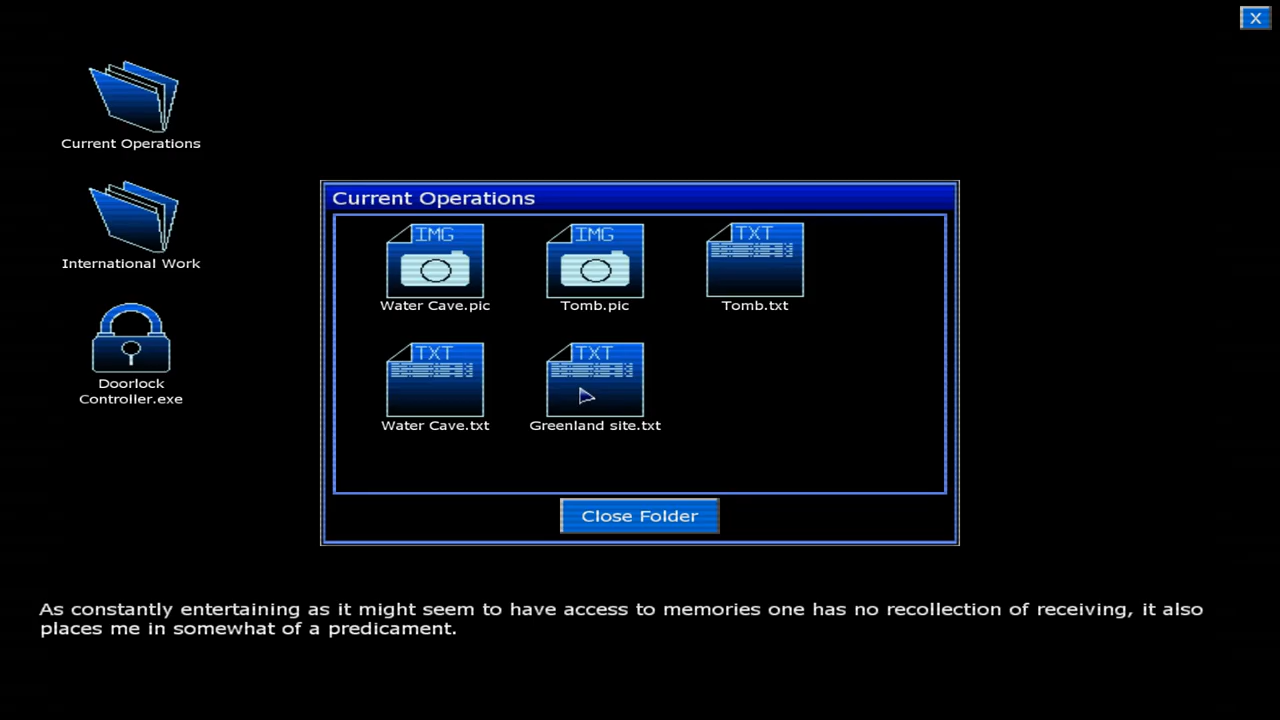 X
Current Operations
International Work
Doorlock
Controller.exe
Current Operations
IMG
Water Cave.pic
IMG
Tomb.pic
TXT
Tomb.txt
TXT
Water Cave.txt
TXT
Greenland site.txt
Close Folder
As constantly entertaining as it might seem to have access to memories one has no recollection of receiving, it also
places me in somewhat of a predicament.